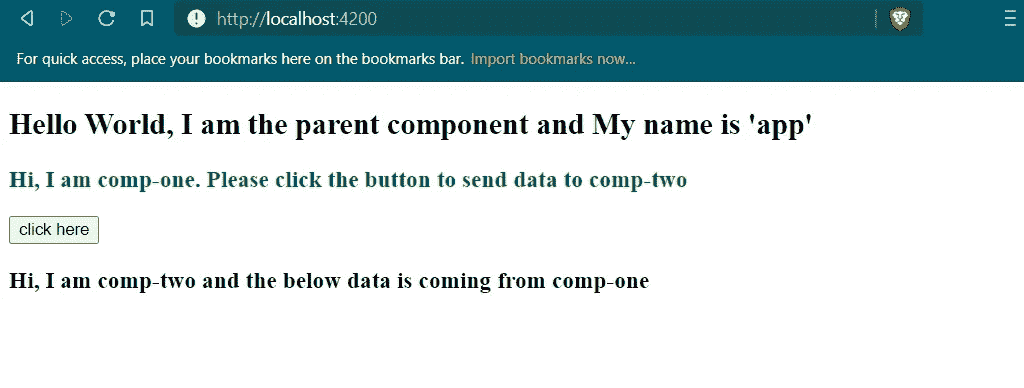 http://localhost:4200
For quick access, place your bookmarks here on the bookmarks bar. Import bookmarks now...
Hello World, I am the parent component and My name is 'app'
Hi, I am comp-one. Please click the button to send data to comp-two
click here
Hi, I am comp-two and the below data is coming from comp-one